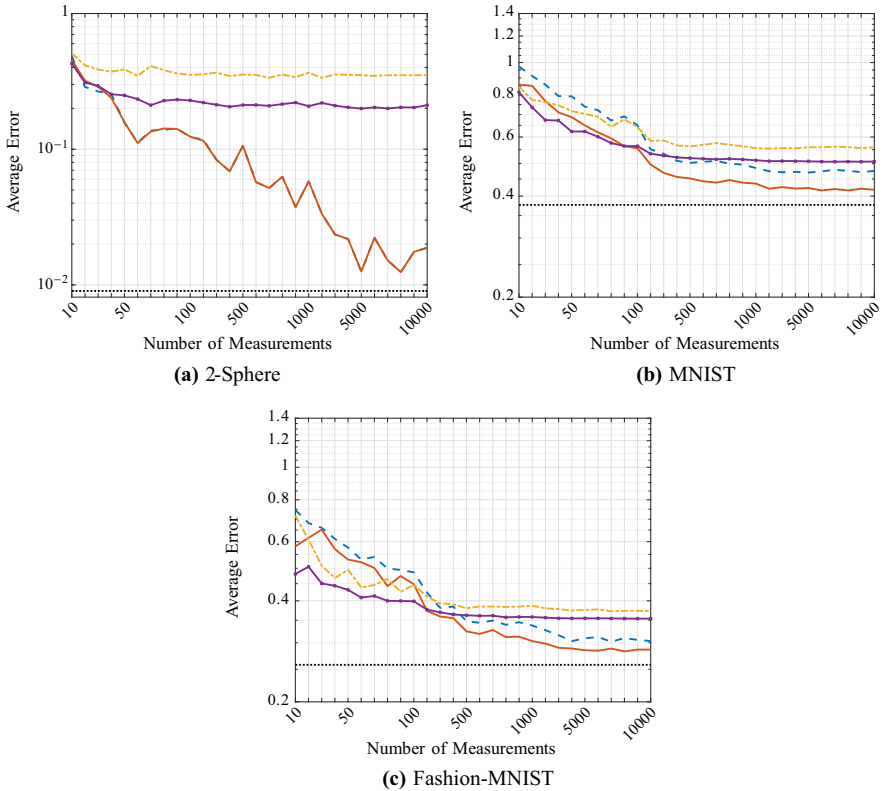 1
10⁻¹
10⁻²
Average Error
10 50 100 500 1000 5000 10000
Number of Measurements
(a) 2-Sphere
1.4
1.2
1
0.8
0.6
0.4
0.2
Average Error
10 50 100 500 1000 5000 10000
Number of Measurements
(b) MNIST
1.4
1.2
1
0.8
0.6
0.4
0.2
Average Error
10 50 100 500 1000 5000 10000
Number of Measurements
(c) Fashion-MNIST